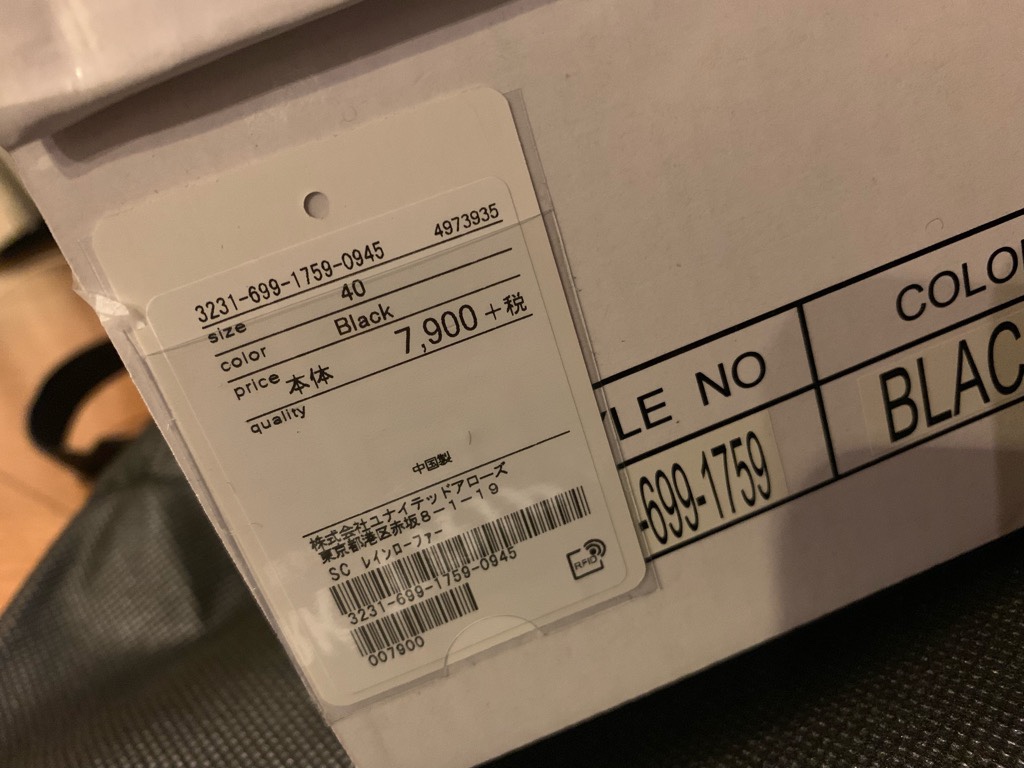 3231-699-1759-0945 4973935
size 40
color Black
price 本体 7,900+税
quality
中国製
株式会社ユナイテッドアローズ
東京都港区赤坂8-1-19
SC レインローファー
3231-699-1759-0945
007900
RFID
LE NO COLO
-699-1759 BLAC